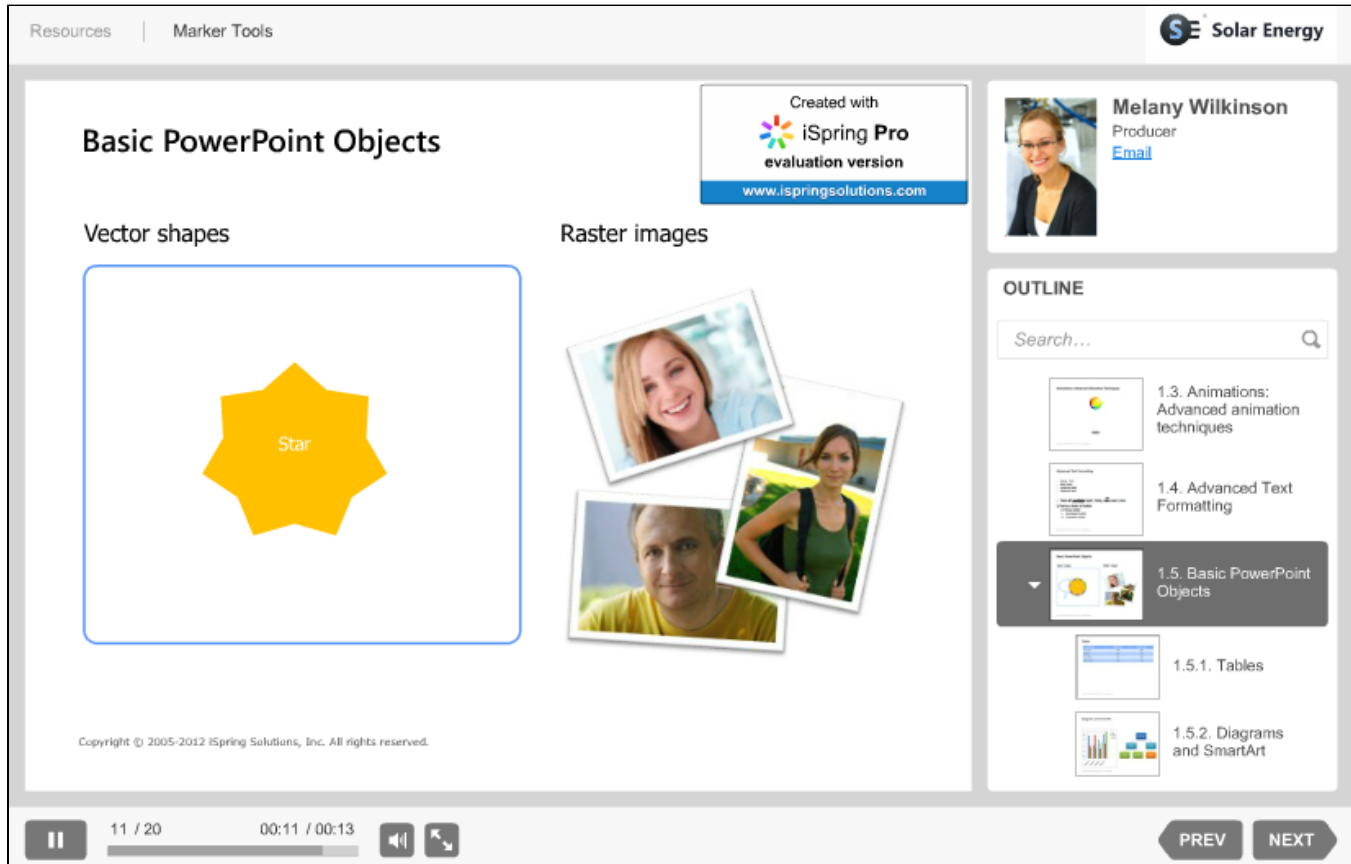 Resources
Marker Tools
SE Solar Energy
Basic PowerPoint Objects
Created with
iSpring Pro
evaluation version
www.ispringsolutions.com
Vector shapes
Raster images
Star
Copyright © 2005-2012 iSpring Solutions, Inc. All rights reserved.
Melany Wilkinson
Producer
Email
OUTLINE
Search...
1.3. Animations:
Advanced animation
techniques
1.4. Advanced Text
Formatting
1.5. Basic PowerPoint
Objects
1.5.1. Tables
1.5.2. Diagrams
and SmartArt
11 / 20
00:11 / 00:13
PREV
NEXT